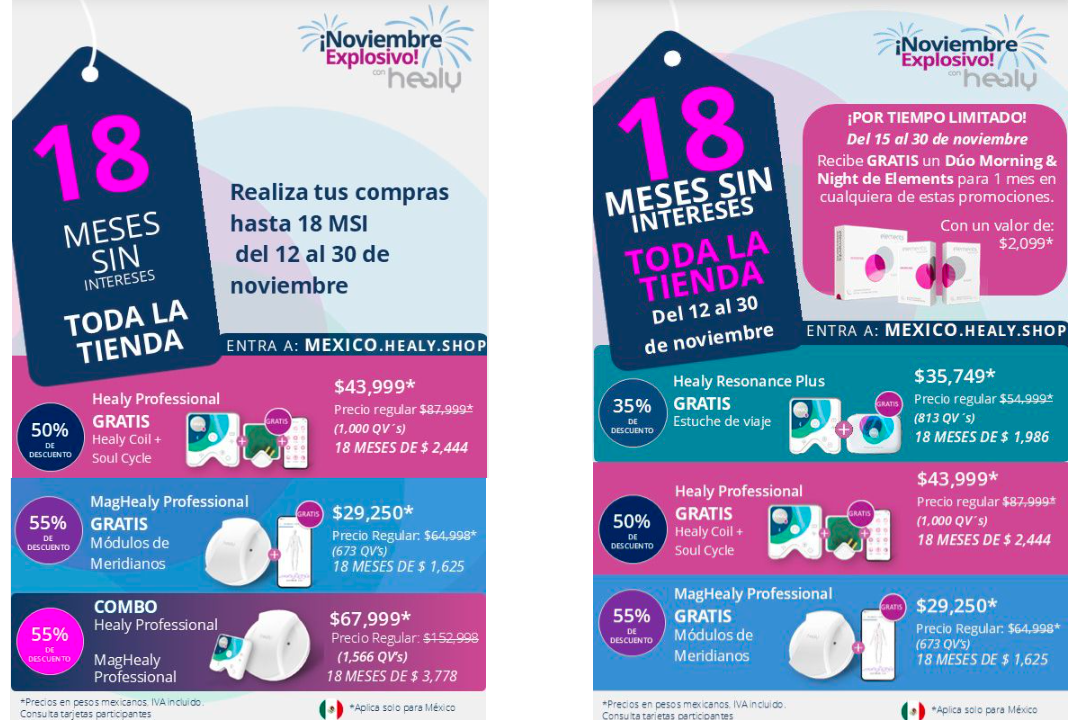 ¡Noviembre
Explosivo!
con healy
18
MESES
SIN
INTERESES
TODA LA
TIENDA
Realiza tus compras
hasta 18 MSI
del 12 al 30 de
noviembre
ENTRA A: MEXICO.HEALY.SHOP
50%
DE
DESCUENTO
Healy Professional
GRATIS
Healy Coil +
Soul Cycle
GRATIS
$43,999*
Precio regular $87,999*
(1,000 QV´s)
18 MESES DE $ 2,444
55%
DE
DESCUENTO
MagHealy Professional
GRATIS
Módulos de
Meridianos
GRATIS
$29,250*
Precio Regular: $64,998*
(673 QV's)
18 MESES DE $ 1,625
55%
DE
DESCUENTO
COMBO
Healy Professional
MagHealy
Professional
$67,999*
Precio Regular: $152,998
(1,566 QV's)
18 MESES DE $ 3,778
*Precios en pesos mexicanos, IVA incluido.
Consulta tarjetas participantes
*Aplica solo para México
¡Noviembre
Explosivo!
con healy
18
MESES SIN
INTERESES
TODA LA
TIENDA
Del 12 al 30
de noviembre
¡POR TIEMPO LIMITADO!
Del 15 al 30 de noviembre
Recibe GRATIS un Dúo Morning &
Night de Elements para 1 mes en
cualquiera de estas promociones.
Con un valor de:
$2,099*
ENTRA A: MEXICO.HEALY.SHOP
35%
DE
DESCUENTO
Healy Resonance Plus
GRATIS
Estuche de viaje
GRATIS
$35,749*
Precio regular $54,999*
(813 QV´s)
18 MESES DE $ 1,986
50%
DE
DESCUENTO
Healy Professional
GRATIS
Healy Coil +
Soul Cycle
GRATIS
$43,999*
Precio regular $87,999*
(1,000 QV´s)
18 MESES DE $ 2,444
55%
DE
DESCUENTO
MagHealy Professional
GRATIS
Módulos de
Meridianos
GRATIS
$29,250*
Precio Regular: $64,998*
(673 QV's)
18 MESES DE $ 1,625
*Precios en pesos mexicanos, IVA incluido.
Consulta tarjetas participantes
*Aplica solo para México